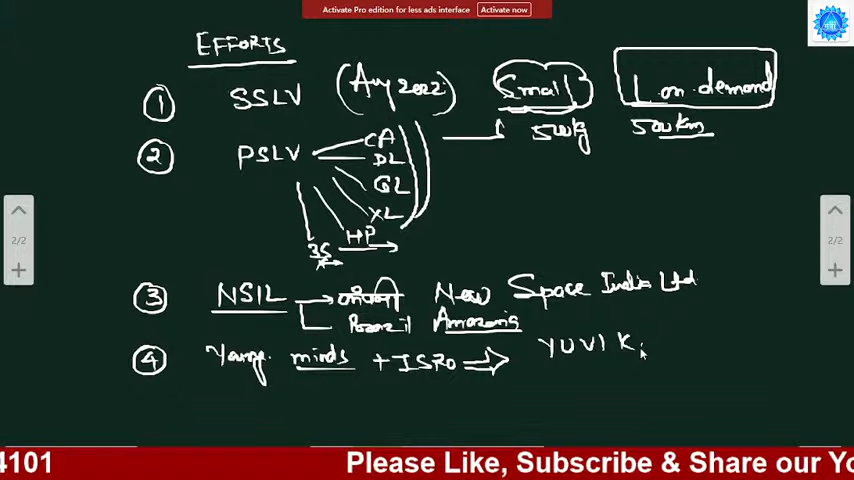 Activate Pro edition for less ads interface Activate now
EFFORTS
① SSLV (Aug 2022) Small L on demand
500kg 500km
② PSLV CA
DL
QL
XL
3S HP
③ NSIL New Space India Ltd
Brazil Amazonia
④ Young minds + ISRO ⇒ YUVIK
2/2 2/2
4101 Please Like, Subscribe & Share our Yo